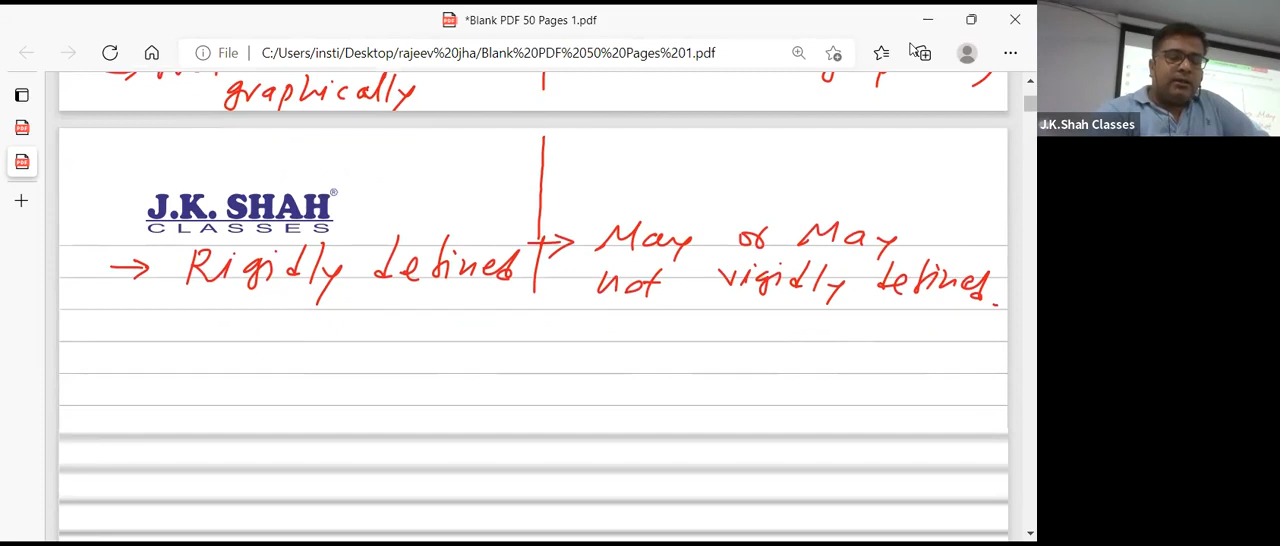 *Blank PDF 50 Pages 1.pdf
File C:/Users/insti/Desktop/rajeev%20jha/Blank%20PDF%2050%20Pages%201.pdf
J.K.Shah Classes
graphically
J.K. SHAH®
CLASSES
→ Rigidly defined
→ May or May
not rigidly defined.